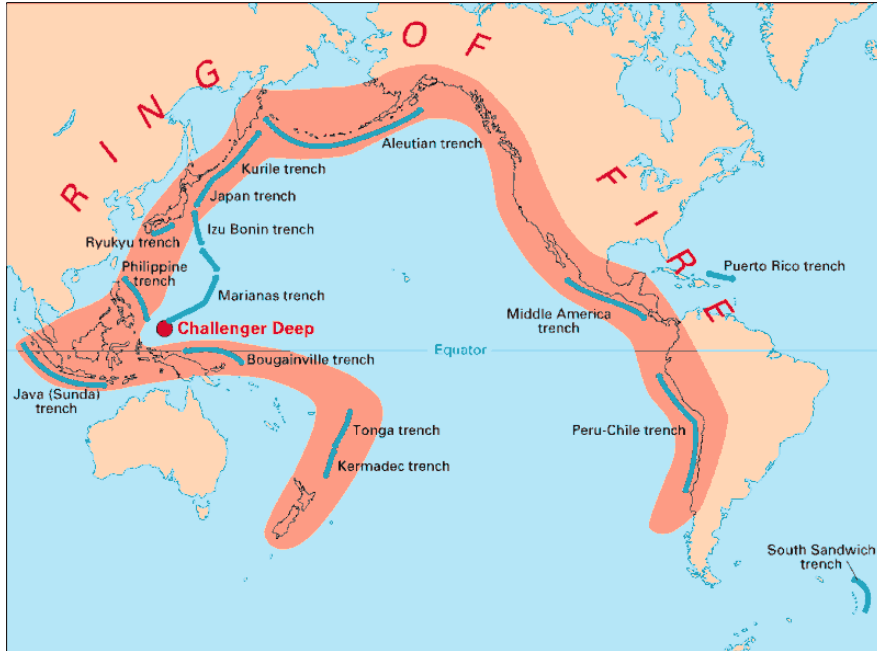 RING OF FIRE
Aleutian trench
Kurile trench
Japan trench
Izu Bonin trench
Ryukyu trench
Philippine
trench
Marianas trench
Challenger Deep
Bougainville trench
Java (Sunda)
trench
Tonga trench
Kermadec trench
Equator
Puerto Rico trench
Middle America
trench
Peru-Chile trench
South Sandwich
trench